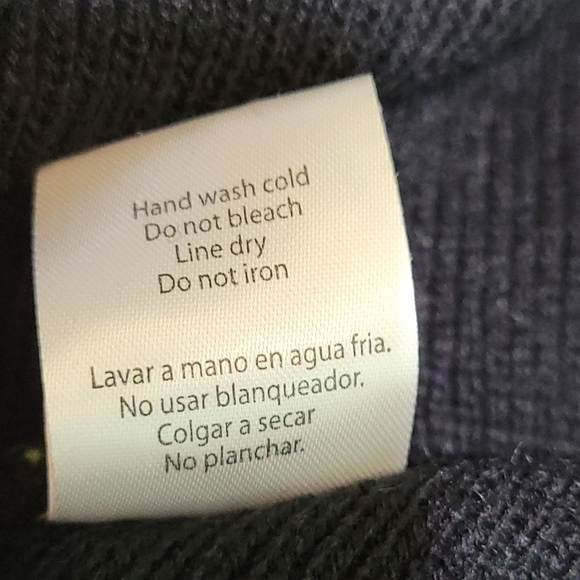 Hand wash cold
Do not bleach
Line dry
Do not iron
Lavar a mano en agua fria.
No usar blanqueador.
Colgar a secar
No planchar.